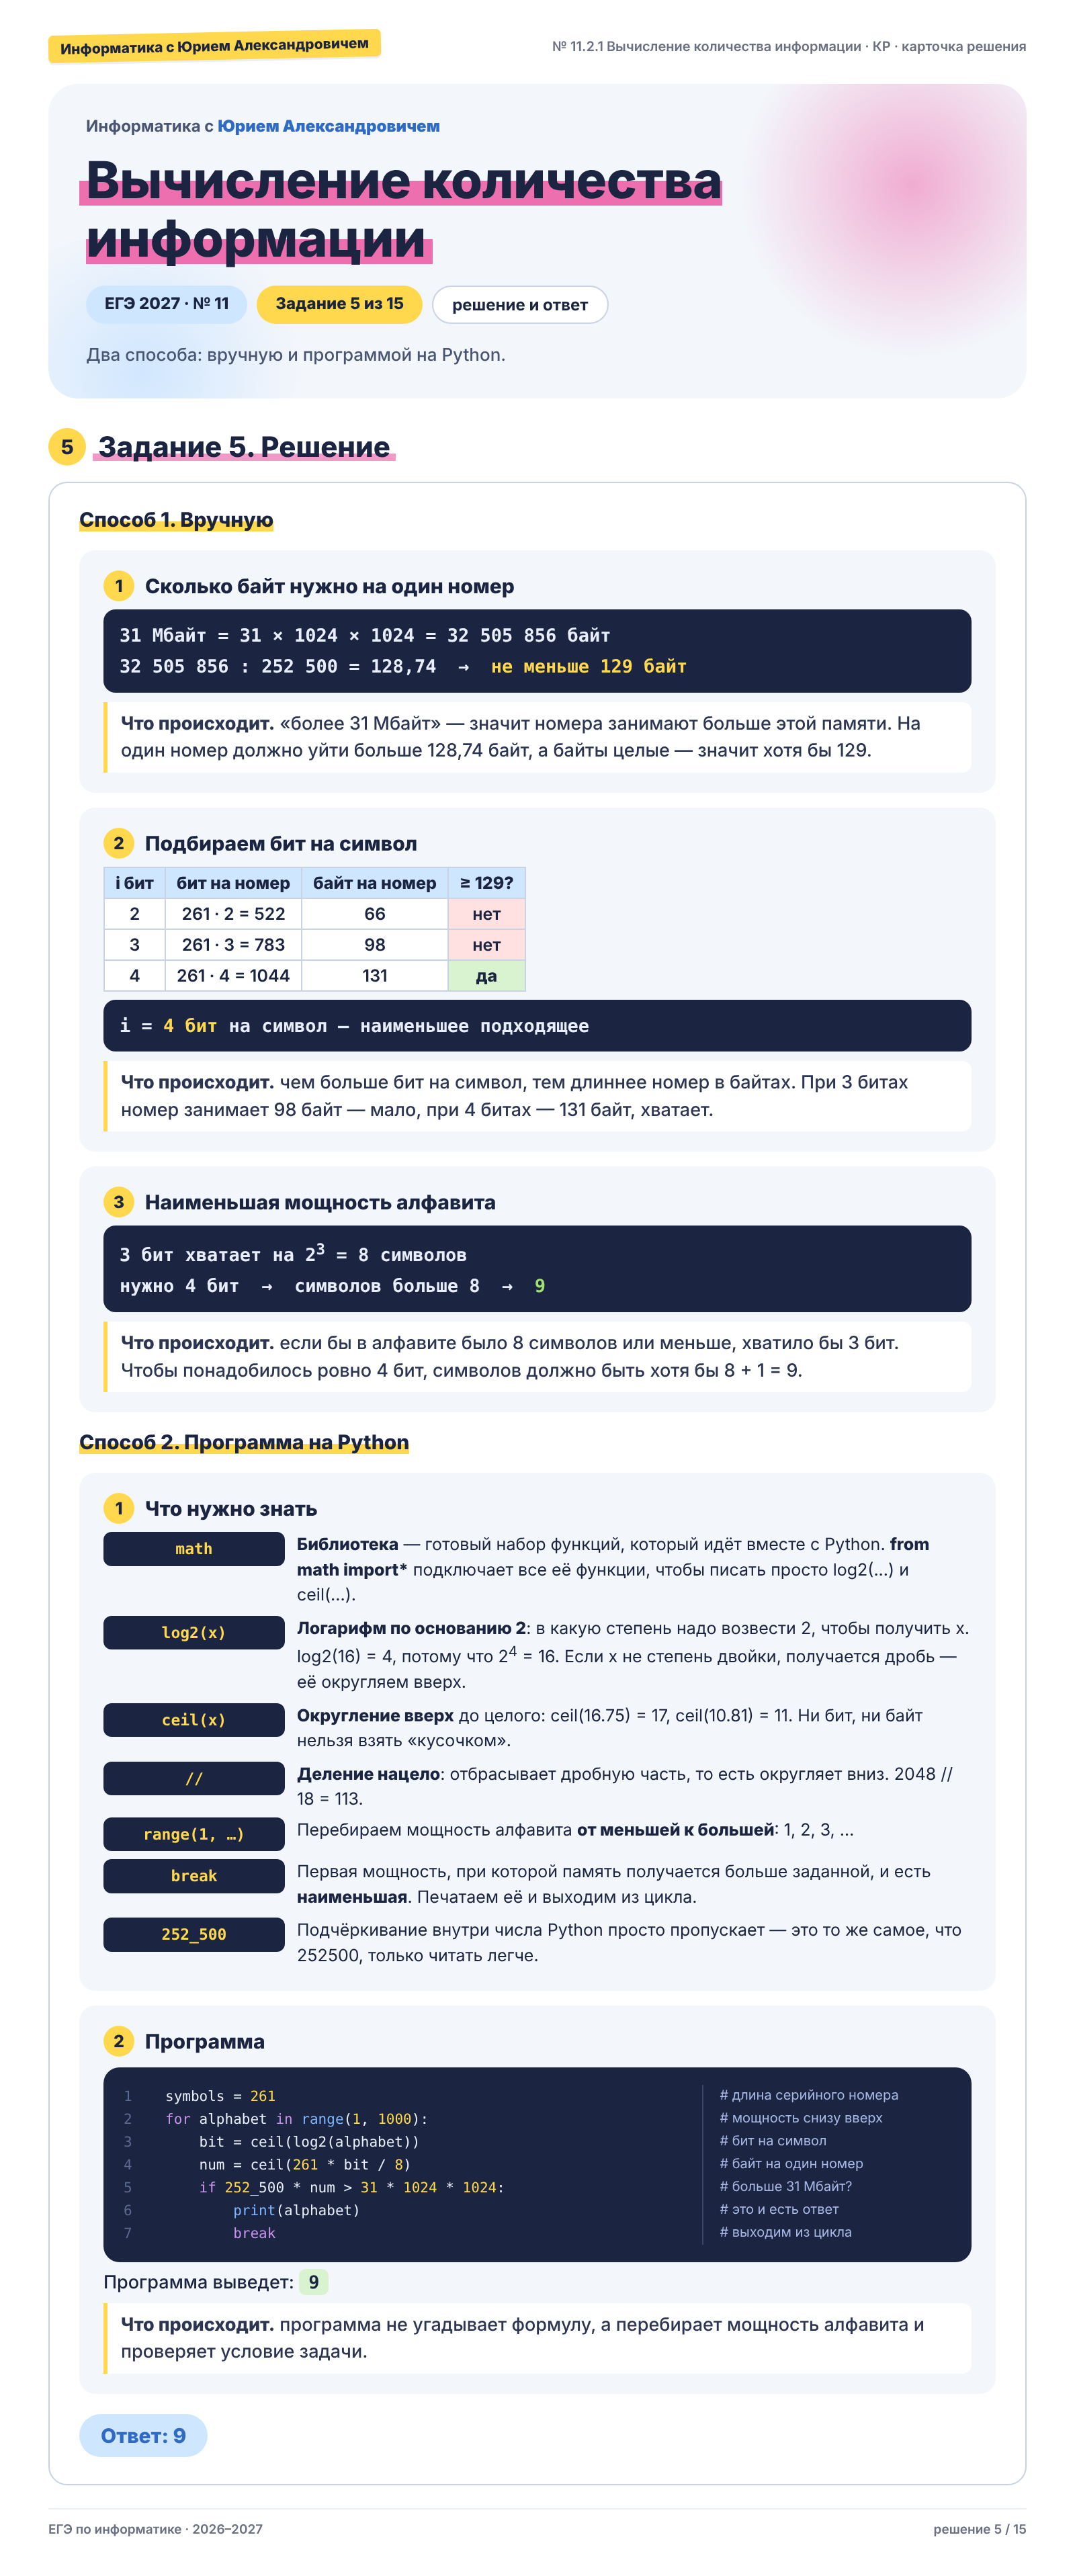 Информатика с Юрием Александровичем
№ 11.2.1 Вычисление количества информации · КР · карточка решения
Информатика с Юрием Александровичем
Вычисление количества
информации
ЕГЭ 2027 · № 11
Задание 5 из 15
решение и ответ
Два способа: вручную и программой на Python.
5 Задание 5. Решение
Способ 1. Вручную
1 Сколько байт нужно на один номер
31 Мбайт = 31 × 1024 × 1024 = 32 505 856 байт
32 505 856 : 252 500 = 128,74 → не меньше 129 байт
Что происходит. «более 31 Мбайт» — значит номера занимают больше этой памяти. На
один номер должно уйти больше 128,74 байт, а байты целые — значит хотя бы 129.
2 Подбираем бит на символ
i бит бит на номер байт на номер ≥ 129?
2 261 · 2 = 522 66 нет
3 261 · 3 = 783 98 нет
4 261 · 4 = 1044 131 да
i = 4 бит на символ — наименьшее подходящее
Что происходит. чем больше бит на символ, тем длиннее номер в байтах. При 3 битах
номер занимает 98 байт — мало, при 4 битах — 131 байт, хватает.
3 Наименьшая мощность алфавита
3 бит хватает на 2³ = 8 символов
нужно 4 бит → символов больше 8 → 9
Что происходит. если бы в алфавите было 8 символов или меньше, хватило бы 3 бит.
Чтобы понадобилось ровно 4 бит, символов должно быть хотя бы 8 + 1 = 9.
Способ 2. Программа на Python
1 Что нужно знать
math
Библиотека — готовый набор функций, который идёт вместе с Python. from
math import* подключает все её функции, чтобы писать просто log2(…) и
ceil(…).
log2(x)
Логарифм по основанию 2: в какую степень надо возвести 2, чтобы получить x.
log2(16) = 4, потому что 2⁴ = 16. Если x не степень двойки, получается дробь —
её округляем вверх.
ceil(x)
Округление вверх до целого: ceil(16.75) = 17, ceil(10.81) = 11. Ни бит, ни байт
нельзя взять «кусочком».
//
Деление нацело: отбрасывает дробную часть, то есть округляет вниз. 2048 //
18 = 113.
range(1, …)
Перебираем мощность алфавита от меньшей к большей: 1, 2, 3, …
break
Первая мощность, при которой память получается больше заданной, и есть
наименьшая. Печатаем её и выходим из цикла.
252_500
Подчёркивание внутри числа Python просто пропускает — это то же самое, что
252500, только читать легче.
2 Программа
1 symbols = 261 # длина серийного номера
2 for alphabet in range(1, 1000): # мощность снизу вверх
3 bit = ceil(log2(alphabet)) # бит на символ
4 num = ceil(261 * bit / 8) # байт на один номер
5 if 252_500 * num > 31 * 1024 * 1024: # больше 31 Мбайт?
6 print(alphabet) # это и есть ответ
7 break # выходим из цикла
Программа выведет: 9
Что происходит. программа не угадывает формулу, а перебирает мощность алфавита и
проверяет условие задачи.
Ответ: 9
ЕГЭ по информатике · 2026–2027
решение 5 / 15